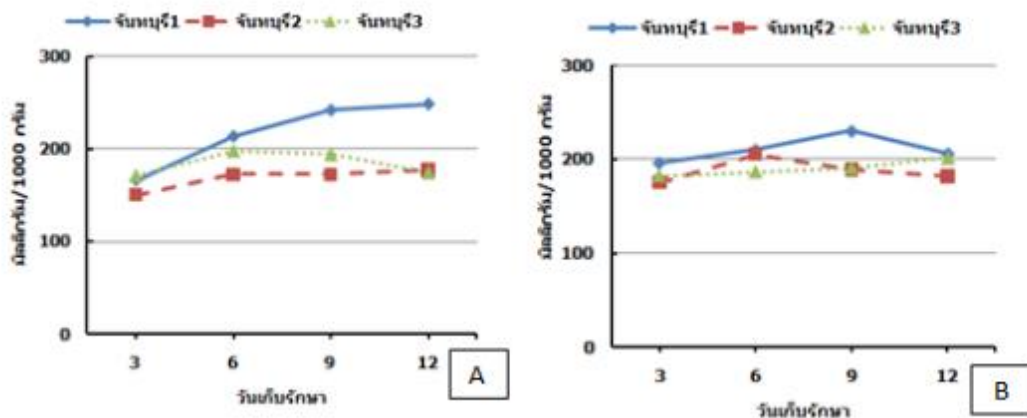 จันทบุรี1 จันทบุรี2 จันทบุรี3
300
200
100
0
มิลลิกรัม/1000 กรัม
3 6 9 12
วันเก็บรักษา
A
จันทบุรี1 จันทบุรี2 จันทบุรี3
300
200
100
0
มิลลิกรัม/1000 กรัม
3 6 9 12
วันเก็บรักษา
B